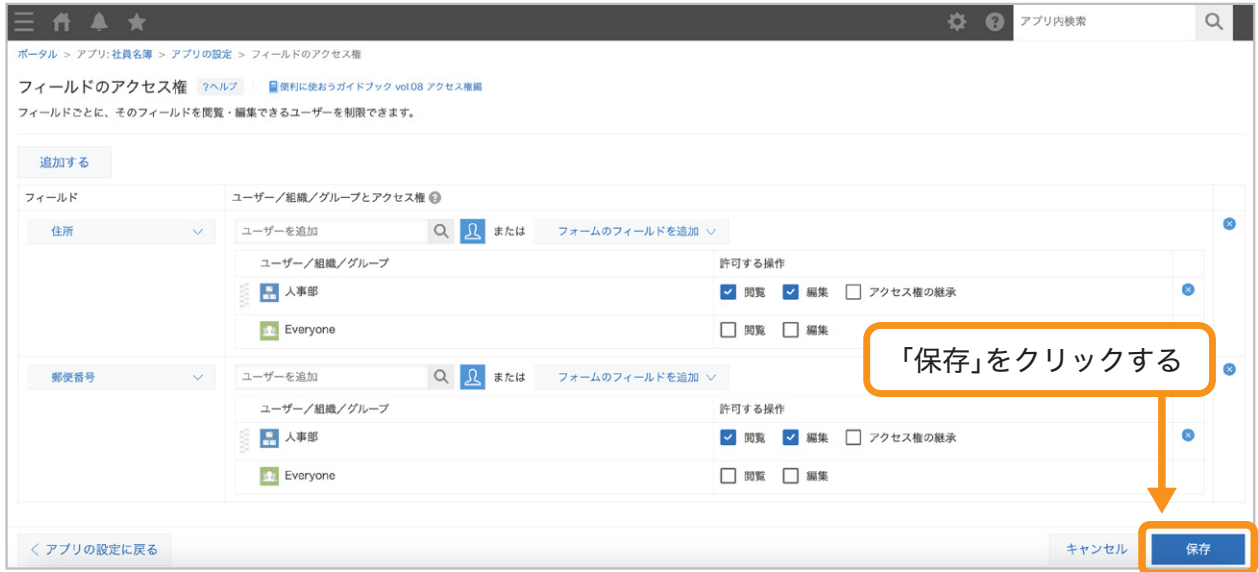 アプリ内検索
ポータル > アプリ: 社員名簿 > アプリの設定 > フィールドのアクセス権
フィールドのアクセス権 ?ヘルプ 便利に使おうガイドブック vol.08 アクセス権編
フィールドごとに、そのフィールドを閲覧・編集できるユーザーを制限できます。
追加する
フィールド ユーザー／組織／グループとアクセス権 ?
住所 ユーザーを追加 または フォームのフィールドを追加
ユーザー／組織／グループ 許可する操作
人事部 閲覧 編集 アクセス権の継承
Everyone 閲覧 編集
「保存」をクリックする
郵便番号 ユーザーを追加 または フォームのフィールドを追加
ユーザー／組織／グループ 許可する操作
人事部 閲覧 編集 アクセス権の継承
Everyone 閲覧 編集
< アプリの設定に戻る キャンセル 保存